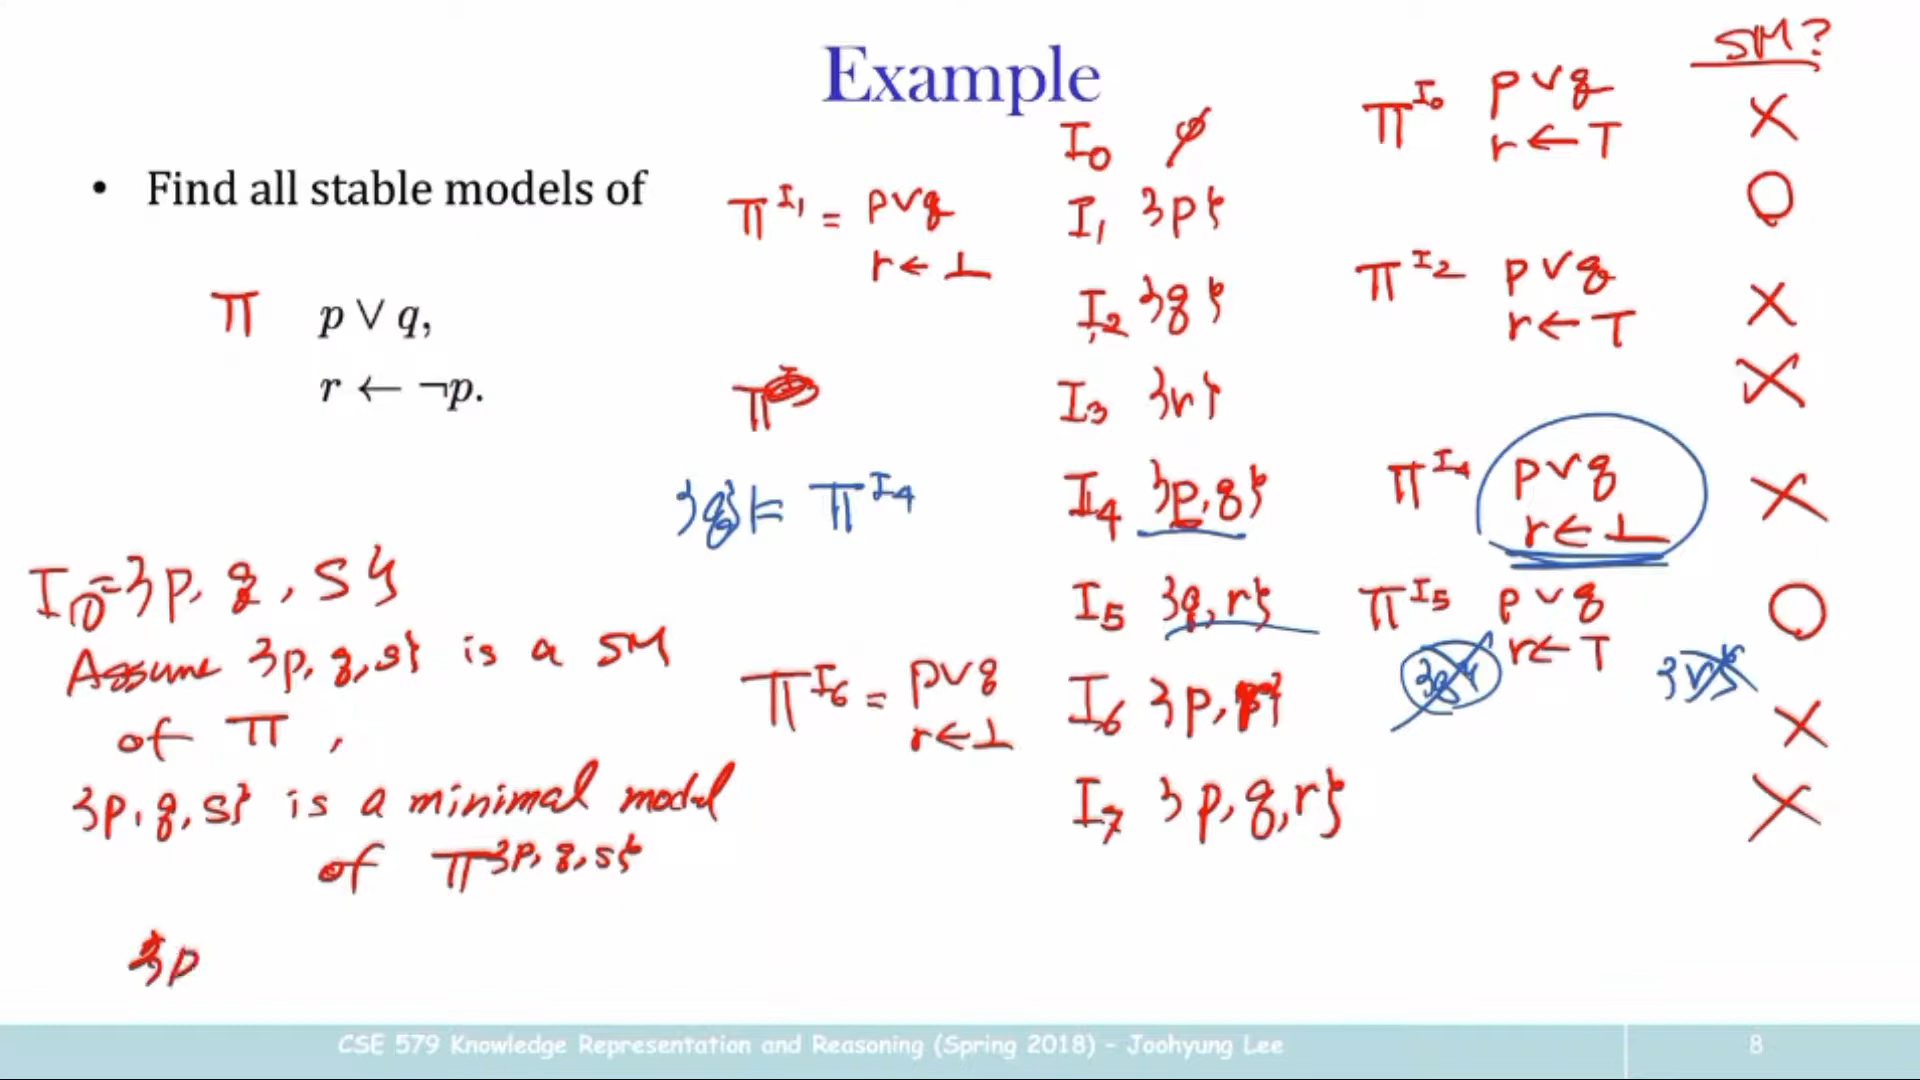 Example
• Find all stable models of
Π p ∨ q,
r ← ¬p.
Π^I₁ = p∨q
r ← ⊥
{q} ⊨ Π^I₄
I₀={p, q, s}
Assume {p, q, s} is a SM
of Π,
{p, q, s} is a minimal model
of Π^{p, q, s}
{p
Π^I₆ = p∨q
r ← ⊥
SM?
I₀ ∅ Π^I₀ p∨q X
r ← T
I₁ {p} O
I₂ {q} Π^I₂ p∨q X
r ← T
I₃ {r} X
I₄ {p, q} Π^I₄ p∨q X
r ← ⊥
I₅ {q, r} Π^I₅ p∨q O
r ← T
I₆ {p, r} X
I₇ {p, q, r} X
CSE 579 Knowledge Representation and Reasoning (Spring 2018) – Joohyung Lee
8